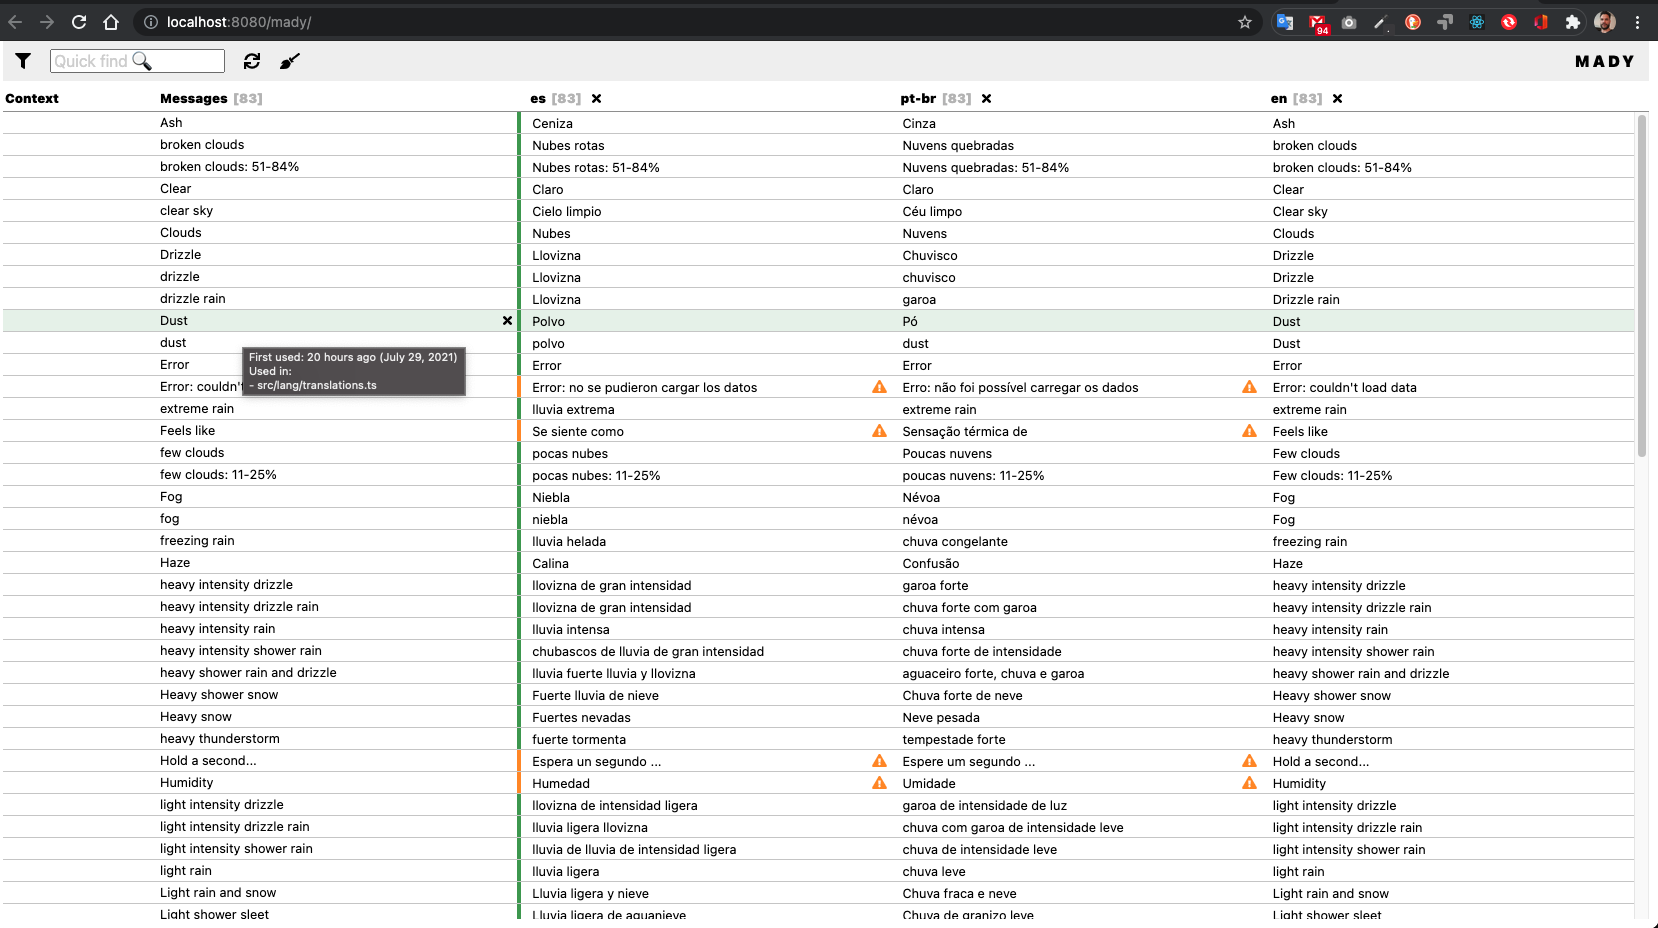 localhost:8080/mady/
94
Quick find
MADY
Context Messages [83] es [83] pt-br [83] en [83]
Ash Ceniza Cinza Ash
broken clouds Nubes rotas Nuvens quebradas broken clouds
broken clouds: 51-84% Nubes rotas: 51-84% Nuvens quebradas: 51-84% broken clouds: 51-84%
Clear Claro Claro Clear
clear sky Cielo limpio Céu limpo Clear sky
Clouds Nubes Nuvens Clouds
Drizzle Llovizna Chuvisco Drizzle
drizzle Llovizna chuvisco Drizzle
drizzle rain Llovizna garoa Drizzle rain
Dust Polvo Pó Dust
dust polvo dust Dust
First used: 20 hours ago (July 29, 2021)
Used in:
- src/lang/translations.ts
Error Error Error Error
Error: couldn't Error: no se pudieron cargar los datos Erro: não foi possível carregar os dados Error: couldn't load data
extreme rain lluvia extrema extreme rain extreme rain
Feels like Se siente como Sensação térmica de Feels like
few clouds pocas nubes Poucas nuvens Few clouds
few clouds: 11-25% pocas nubes: 11-25% poucas nuvens: 11-25% Few clouds: 11-25%
Fog Niebla Névoa Fog
fog niebla névoa Fog
freezing rain lluvia helada chuva congelante freezing rain
Haze Calina Confusão Haze
heavy intensity drizzle llovizna de gran intensidad garoa forte heavy intensity drizzle
heavy intensity drizzle rain llovizna de gran intensidad chuva forte com garoa heavy intensity drizzle rain
heavy intensity rain lluvia intensa chuva intensa heavy intensity rain
heavy intensity shower rain chubascos de lluvia de gran intensidad chuva forte de intensidade heavy intensity shower rain
heavy shower rain and drizzle lluvia fuerte lluvia y llovizna aguaceiro forte, chuva e garoa heavy shower rain and drizzle
Heavy shower snow Fuerte lluvia de nieve Chuva forte de neve Heavy shower snow
Heavy snow Fuertes nevadas Neve pesada Heavy snow
heavy thunderstorm fuerte tormenta tempestade forte heavy thunderstorm
Hold a second... Espera un segundo ... Espere um segundo ... Hold a second...
Humidity Humedad Umidade Humidity
light intensity drizzle llovizna de intensidad ligera garoa de intensidade de luz light intensity drizzle
light intensity drizzle rain lluvia ligera llovizna chuva com garoa de intensidade leve light intensity drizzle rain
light intensity shower rain lluvia de lluvia de intensidad ligera chuva de intensidade leve light intensity shower rain
light rain lluvia ligera chuva leve light rain
Light rain and snow Lluvia ligera y nieve Chuva fraca e neve Light rain and snow
Light shower sleet Lluvia ligera de aguanieve Chuva de granizo leve Light shower sleet